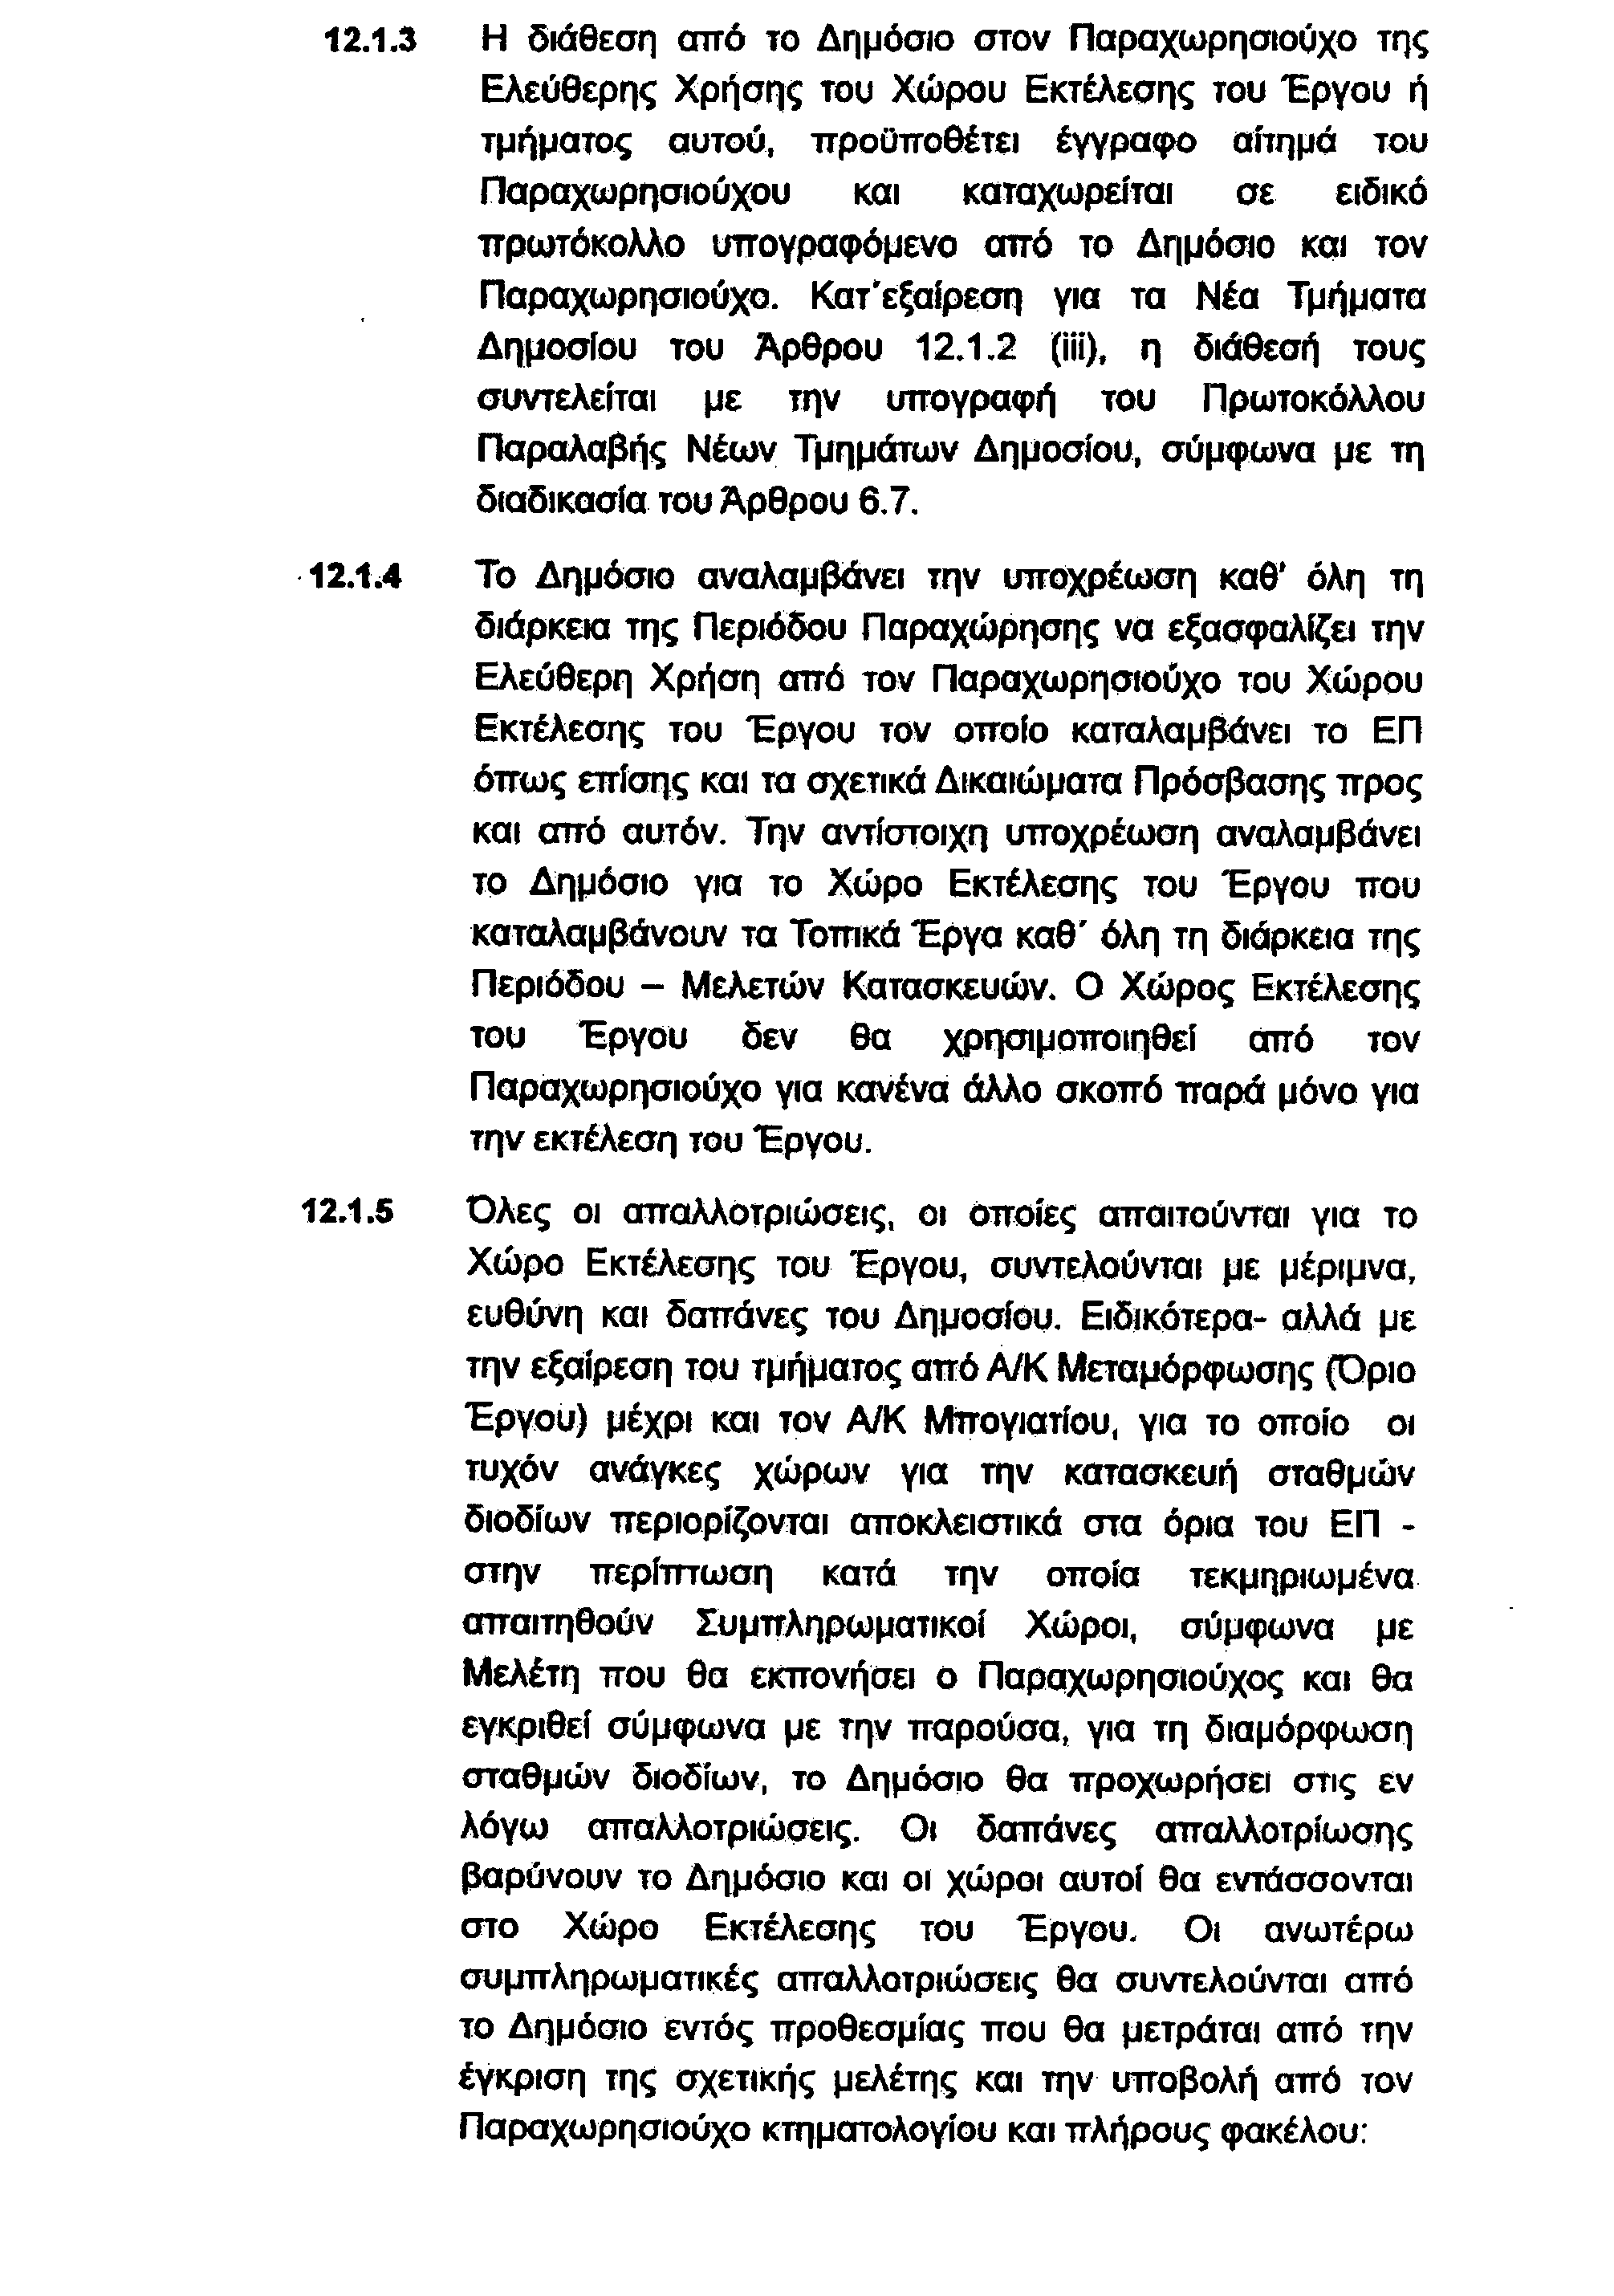 12.1.3 Η διάθεση από το Δημόσιο στον Παραχωρησιούχο της
Ελεύθερης Χρήσης του Χώρου Εκτέλεσης του Έργου ή
τμήματος αυτού, προϋποθέτει έγγραφο αίτημά του
Παραχωρησιούχου και καταχωρείται σε ειδικό
πρωτόκολλο υπογραφόμενο από το Δημόσιο και τον
Παραχωρησιούχο. Κατ'εξαίρεση για τα Νέα Τμήματα
Δημοσίου του Άρθρου 12.1.2 (iii), η διάθεσή τους
συντελείται με την υπογραφή του Πρωτοκόλλου
Παραλαβής Νέων Τμημάτων Δημοσίου, σύμφωνα με τη
διαδικασία του Άρθρου 6.7.
12.1.4 Το Δημόσιο αναλαμβάνει την υποχρέωση καθ' όλη τη
διάρκεια της Περιόδου Παραχώρησης να εξασφαλίζει την
Ελεύθερη Χρήση από τον Παραχωρησιούχο του Χώρου
Εκτέλεσης του Έργου τον οποίο καταλαμβάνει το ΕΠ
όπως επίσης και τα σχετικά Δικαιώματα Πρόσβασης προς
και από αυτόν. Την αντίστοιχη υποχρέωση αναλαμβάνει
το Δημόσιο για το Χώρο Εκτέλεσης του Έργου που
καταλαμβάνουν τα Τοπικά Έργα καθ' όλη τη διάρκεια της
Περιόδου – Μελετών Κατασκευών. Ο Χώρος Εκτέλεσης
του Έργου δεν θα χρησιμοποιηθεί από τον
Παραχωρησιούχο για κανένα άλλο σκοπό παρά μόνο για
την εκτέλεση του Έργου.
12.1.5 Όλες οι απαλλοτριώσεις, οι οποίες απαιτούνται για το
Χώρο Εκτέλεσης του Έργου, συντελούνται με μέριμνα,
ευθύνη και δαπάνες του Δημοσίου. Ειδικότερα- αλλά με
την εξαίρεση του τμήματος από Α/Κ Μεταμόρφωσης (Όριο
Έργου) μέχρι και τον Α/Κ Μπογιατίου, για το οποίο οι
τυχόν ανάγκες χώρων για την κατασκευή σταθμών
διοδίων περιορίζονται αποκλειστικά στα όρια του ΕΠ -
στην περίπτωση κατά την οποία τεκμηριωμένα
απαιτηθούν Συμπληρωματικοί Χώροι, σύμφωνα με
Μελέτη που θα εκπονήσει ο Παραχωρησιούχος και θα
εγκριθεί σύμφωνα με την παρούσα, για τη διαμόρφωση
σταθμών διοδίων, το Δημόσιο θα προχωρήσει στις εν
λόγω απαλλοτριώσεις. Οι δαπάνες απαλλοτρίωσης
βαρύνουν το Δημόσιο και οι χώροι αυτοί θα εντάσσονται
στο Χώρο Εκτέλεσης του Έργου. Οι ανωτέρω
συμπληρωματικές απαλλοτριώσεις θα συντελούνται από
το Δημόσιο εντός προθεσμίας που θα μετράται από την
έγκριση της σχετικής μελέτης και την υποβολή από τον
Παραχωρησιούχο κτηματολογίου και πλήρους φακέλου: